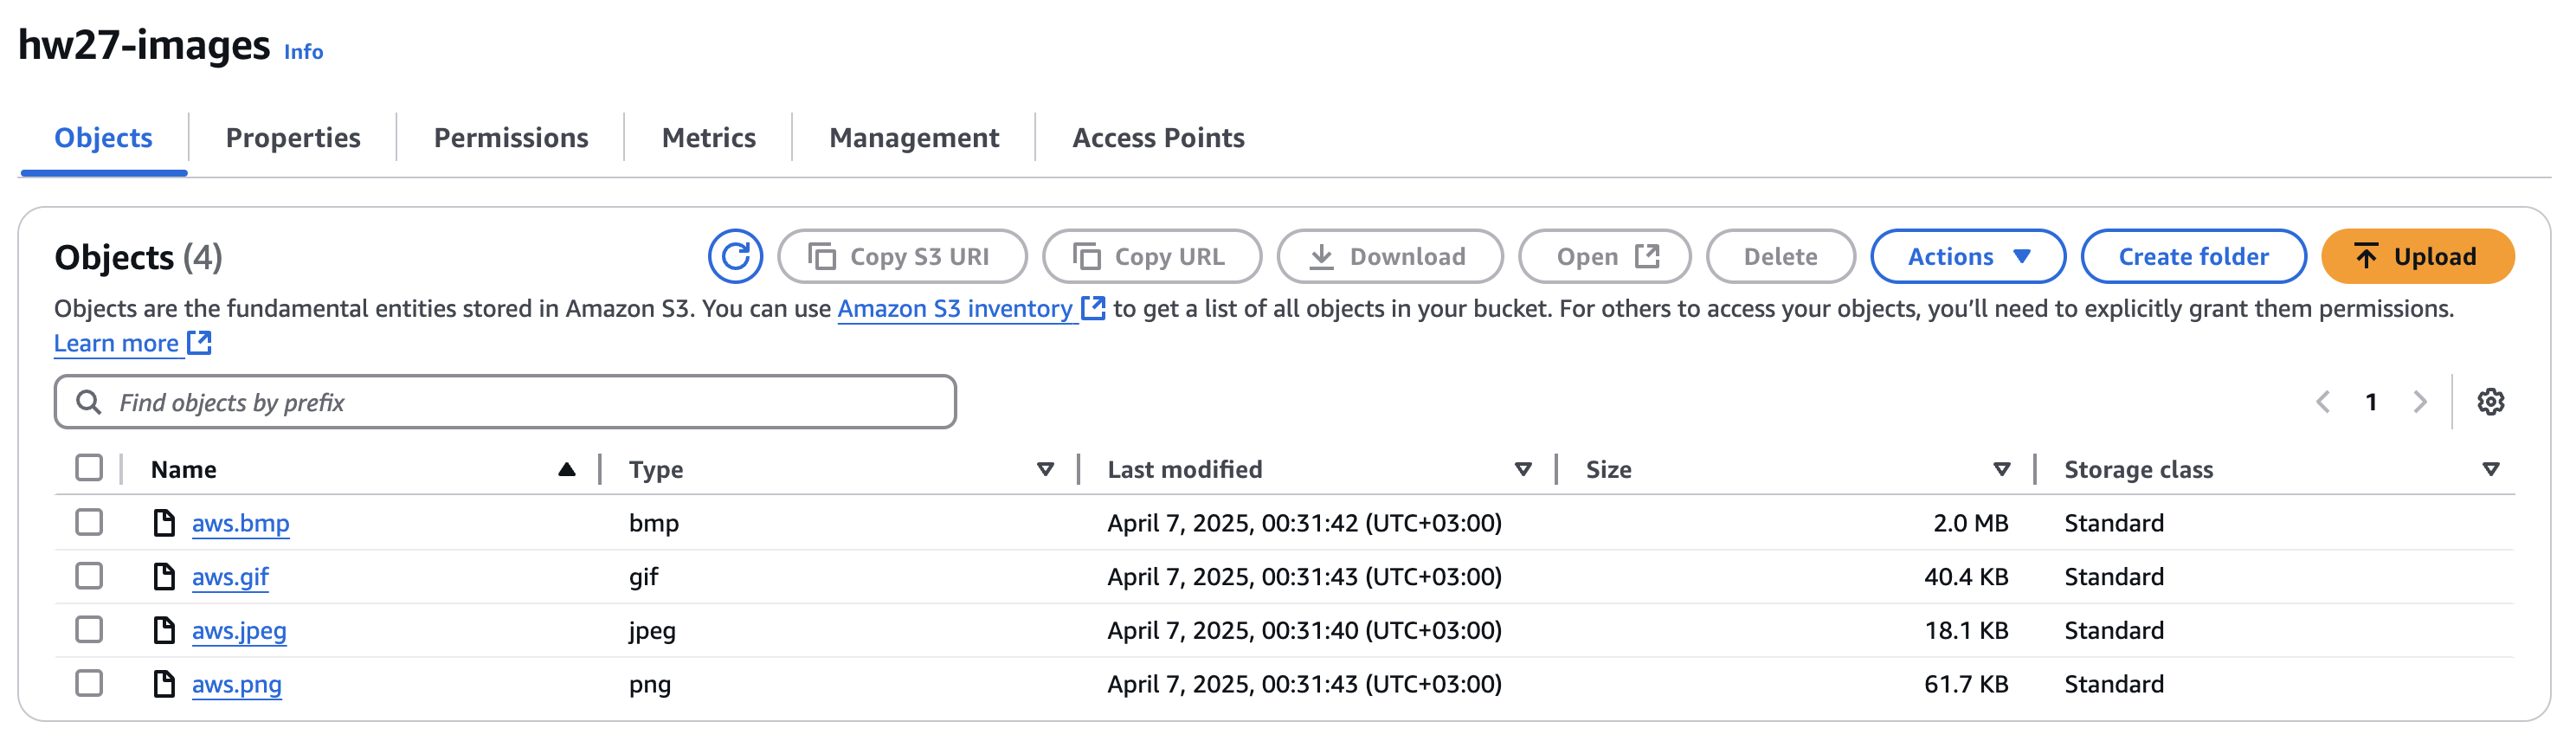 hw27-images Info
Objects Properties Permissions Metrics Management Access Points
Objects (4) Copy S3 URI Copy URL Download Open Delete Actions Create folder Upload
Objects are the fundamental entities stored in Amazon S3. You can use Amazon S3 inventory to get a list of all objects in your bucket. For others to access your objects, you’ll need to explicitly grant them permissions.
Learn more
Find objects by prefix 1
Name Type Last modified Size Storage class
aws.bmp bmp April 7, 2025, 00:31:42 (UTC+03:00) 2.0 MB Standard
aws.gif gif April 7, 2025, 00:31:43 (UTC+03:00) 40.4 KB Standard
aws.jpeg jpeg April 7, 2025, 00:31:40 (UTC+03:00) 18.1 KB Standard
aws.png png April 7, 2025, 00:31:43 (UTC+03:00) 61.7 KB Standard